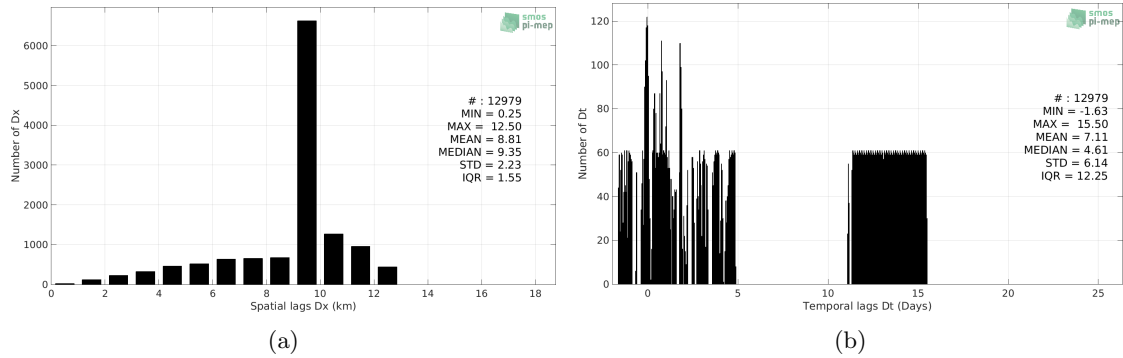 smos
pi-mep
6000
5000
4000
3000
2000
1000
0
Number of Dx
# : 12979
MIN = 0.25
MAX = 12.50
MEAN = 8.81
MEDIAN = 9.35
STD = 2.23
IQR = 1.55
0 2 4 6 8 10 12 14 16 18
Spatial lags Dx (km)
(a)
smos
pi-mep
120
100
80
60
40
20
0
Number of Dt
# : 12979
MIN = -1.63
MAX = 15.50
MEAN = 7.11
MEDIAN = 4.61
STD = 6.14
IQR = 12.25
0 5 10 15 20 25
Temporal lags Dt (Days)
(b)